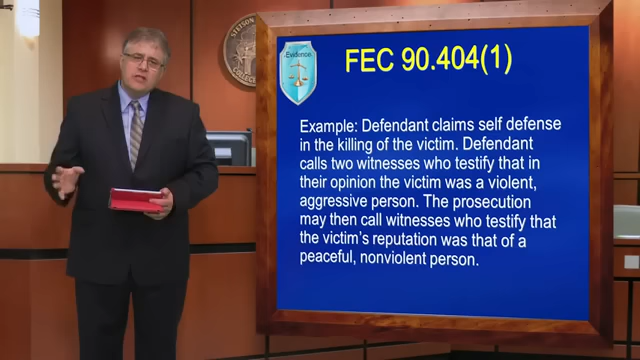 STETSON
COLLEGE
Evidence
FEC 90.404(1)
Example: Defendant claims self defense
in the killing of the victim. Defendant
calls two witnesses who testify that in
their opinion the victim was a violent,
aggressive person. The prosecution
may then call witnesses who testify that
the victim's reputation was that of a
peaceful, nonviolent person.